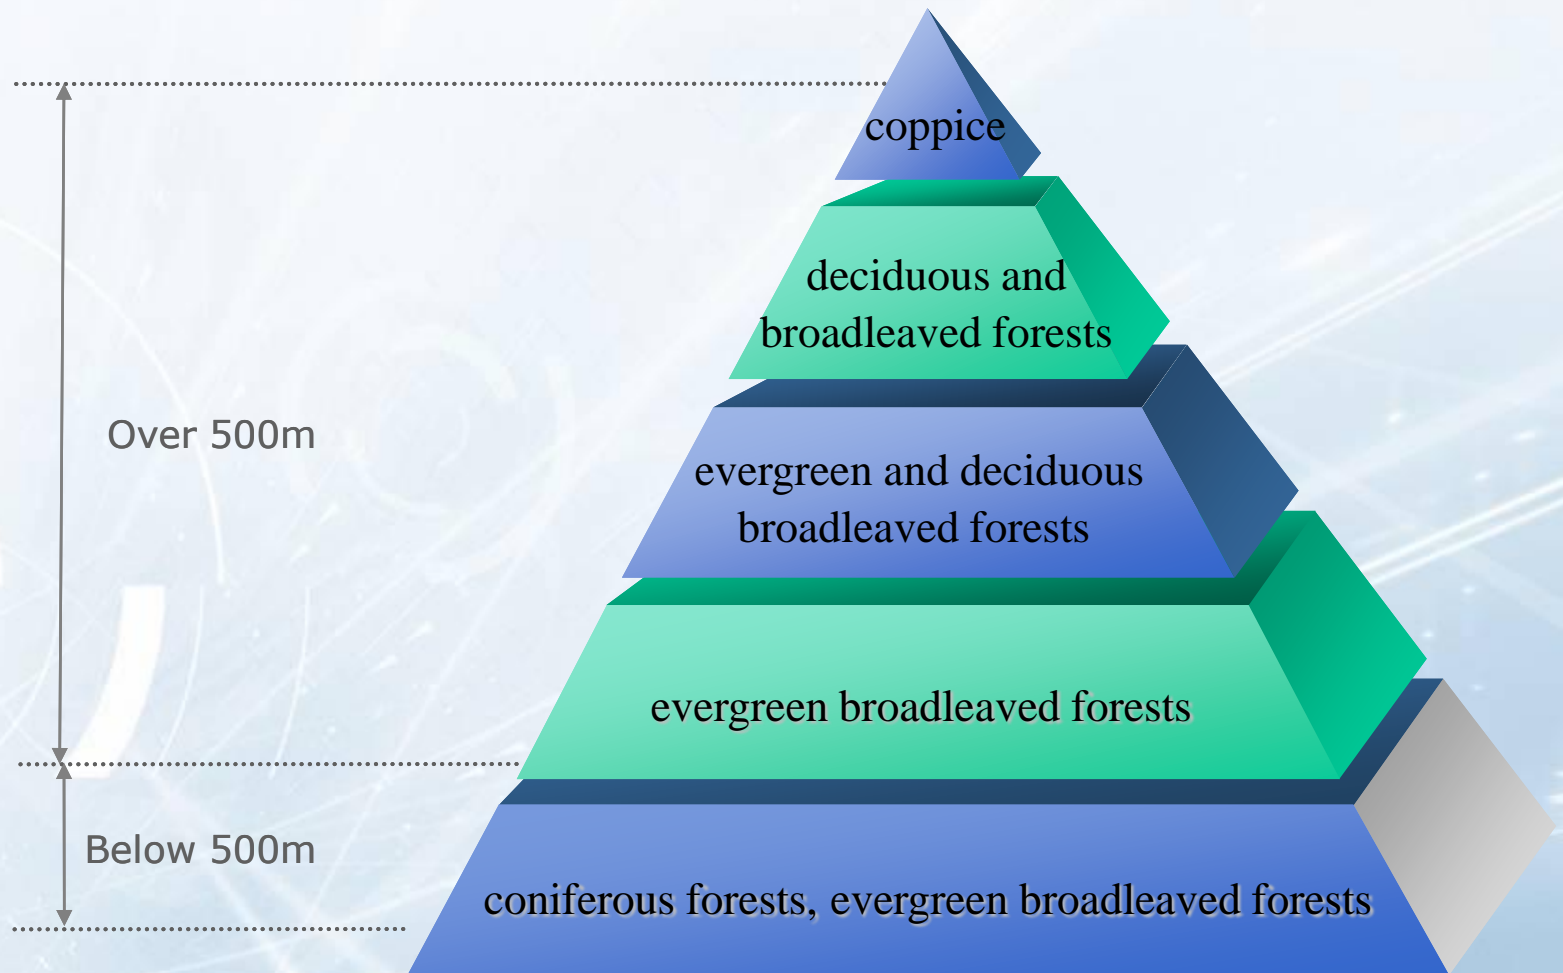 coppice
deciduous and
broadleaved forests
Over 500m
evergreen and deciduous
broadleaved forests
evergreen broadleaved forests
Below 500m
coniferous forests, evergreen broadleaved forests